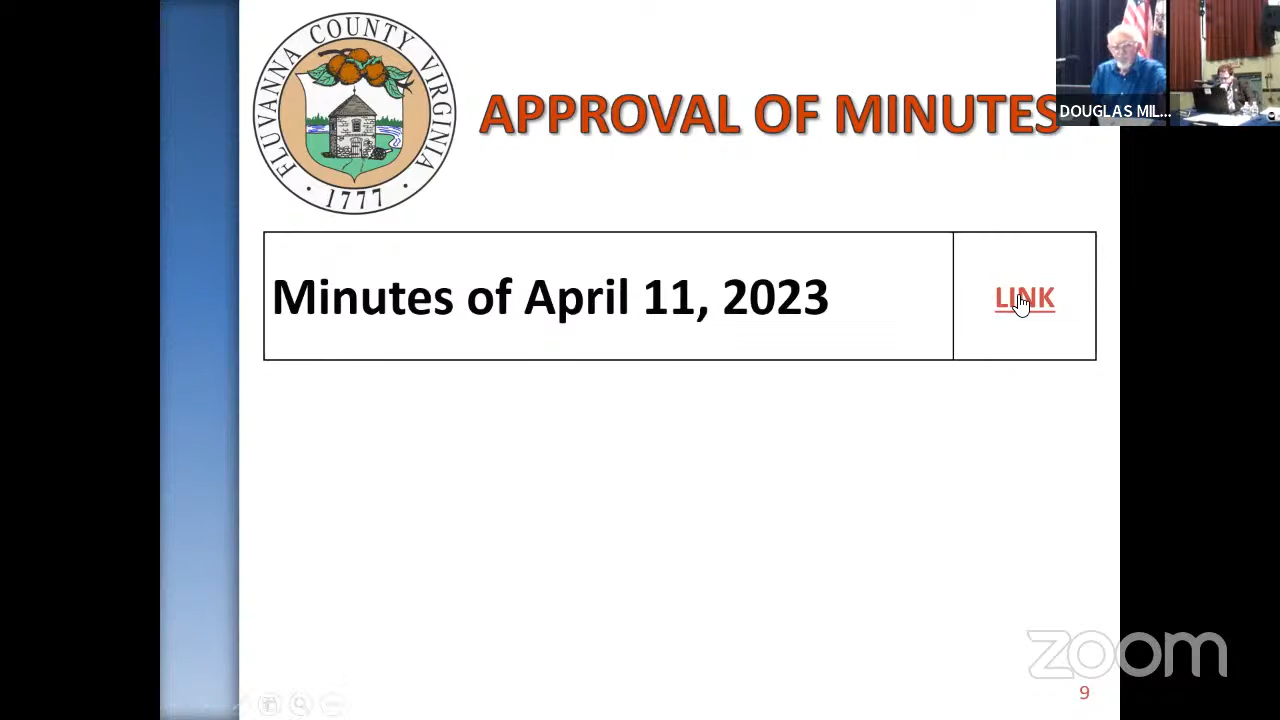 FLUVANNA COUNTY VIRGINIA
· 1777 ·
APPROVAL OF MINUTES
DOUGLAS MIL...
Minutes of April 11, 2023
LINK
zoom
9